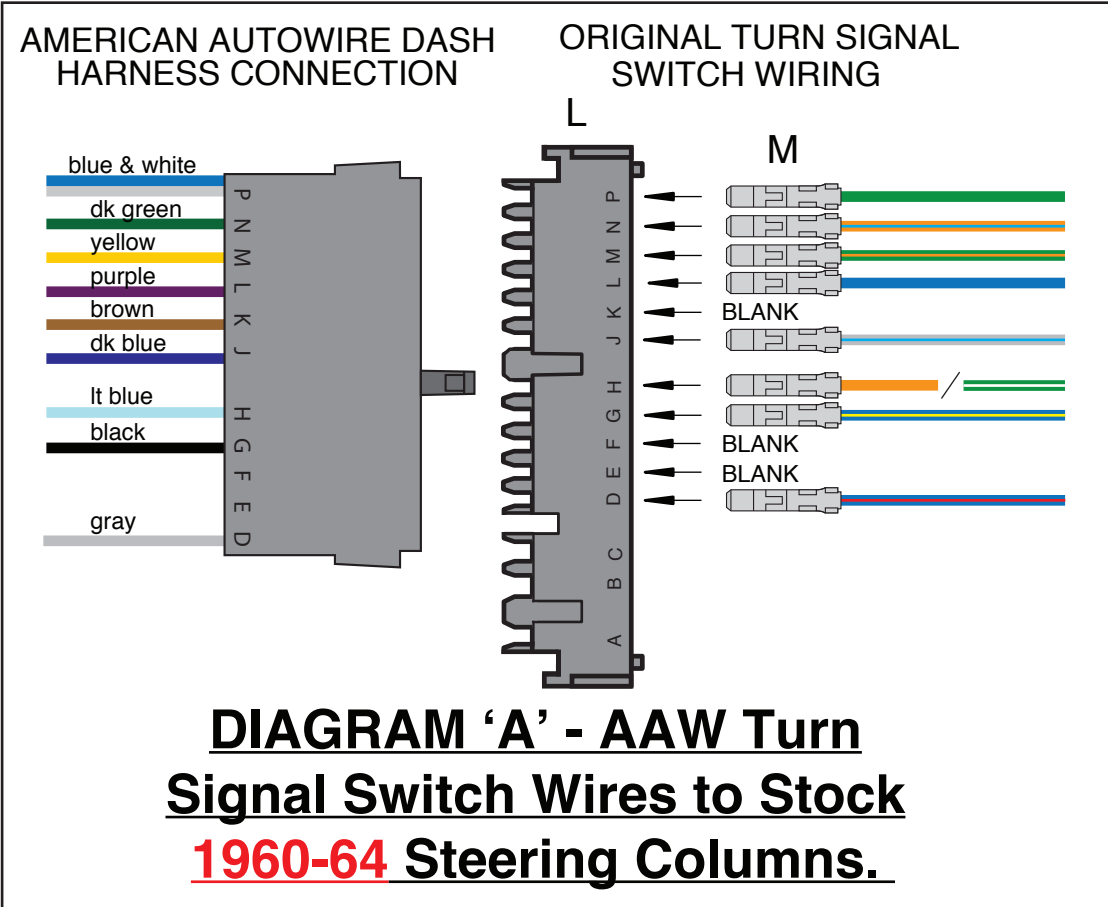 AMERICAN AUTOWIRE DASH
HARNESS CONNECTION
ORIGINAL TURN SIGNAL
SWITCH WIRING
L
M
blue & white
dk green
yellow
purple
brown
dk blue
lt blue
black
gray
P
N
M
L
K
J
H
G
F
E
D
P
N
M
L
K
J
H
G
F
E
D
C
B
A
BLANK
BLANK
BLANK
DIAGRAM ‘A’ - AAW Turn
Signal Switch Wires to Stock
1960-64 Steering Columns.